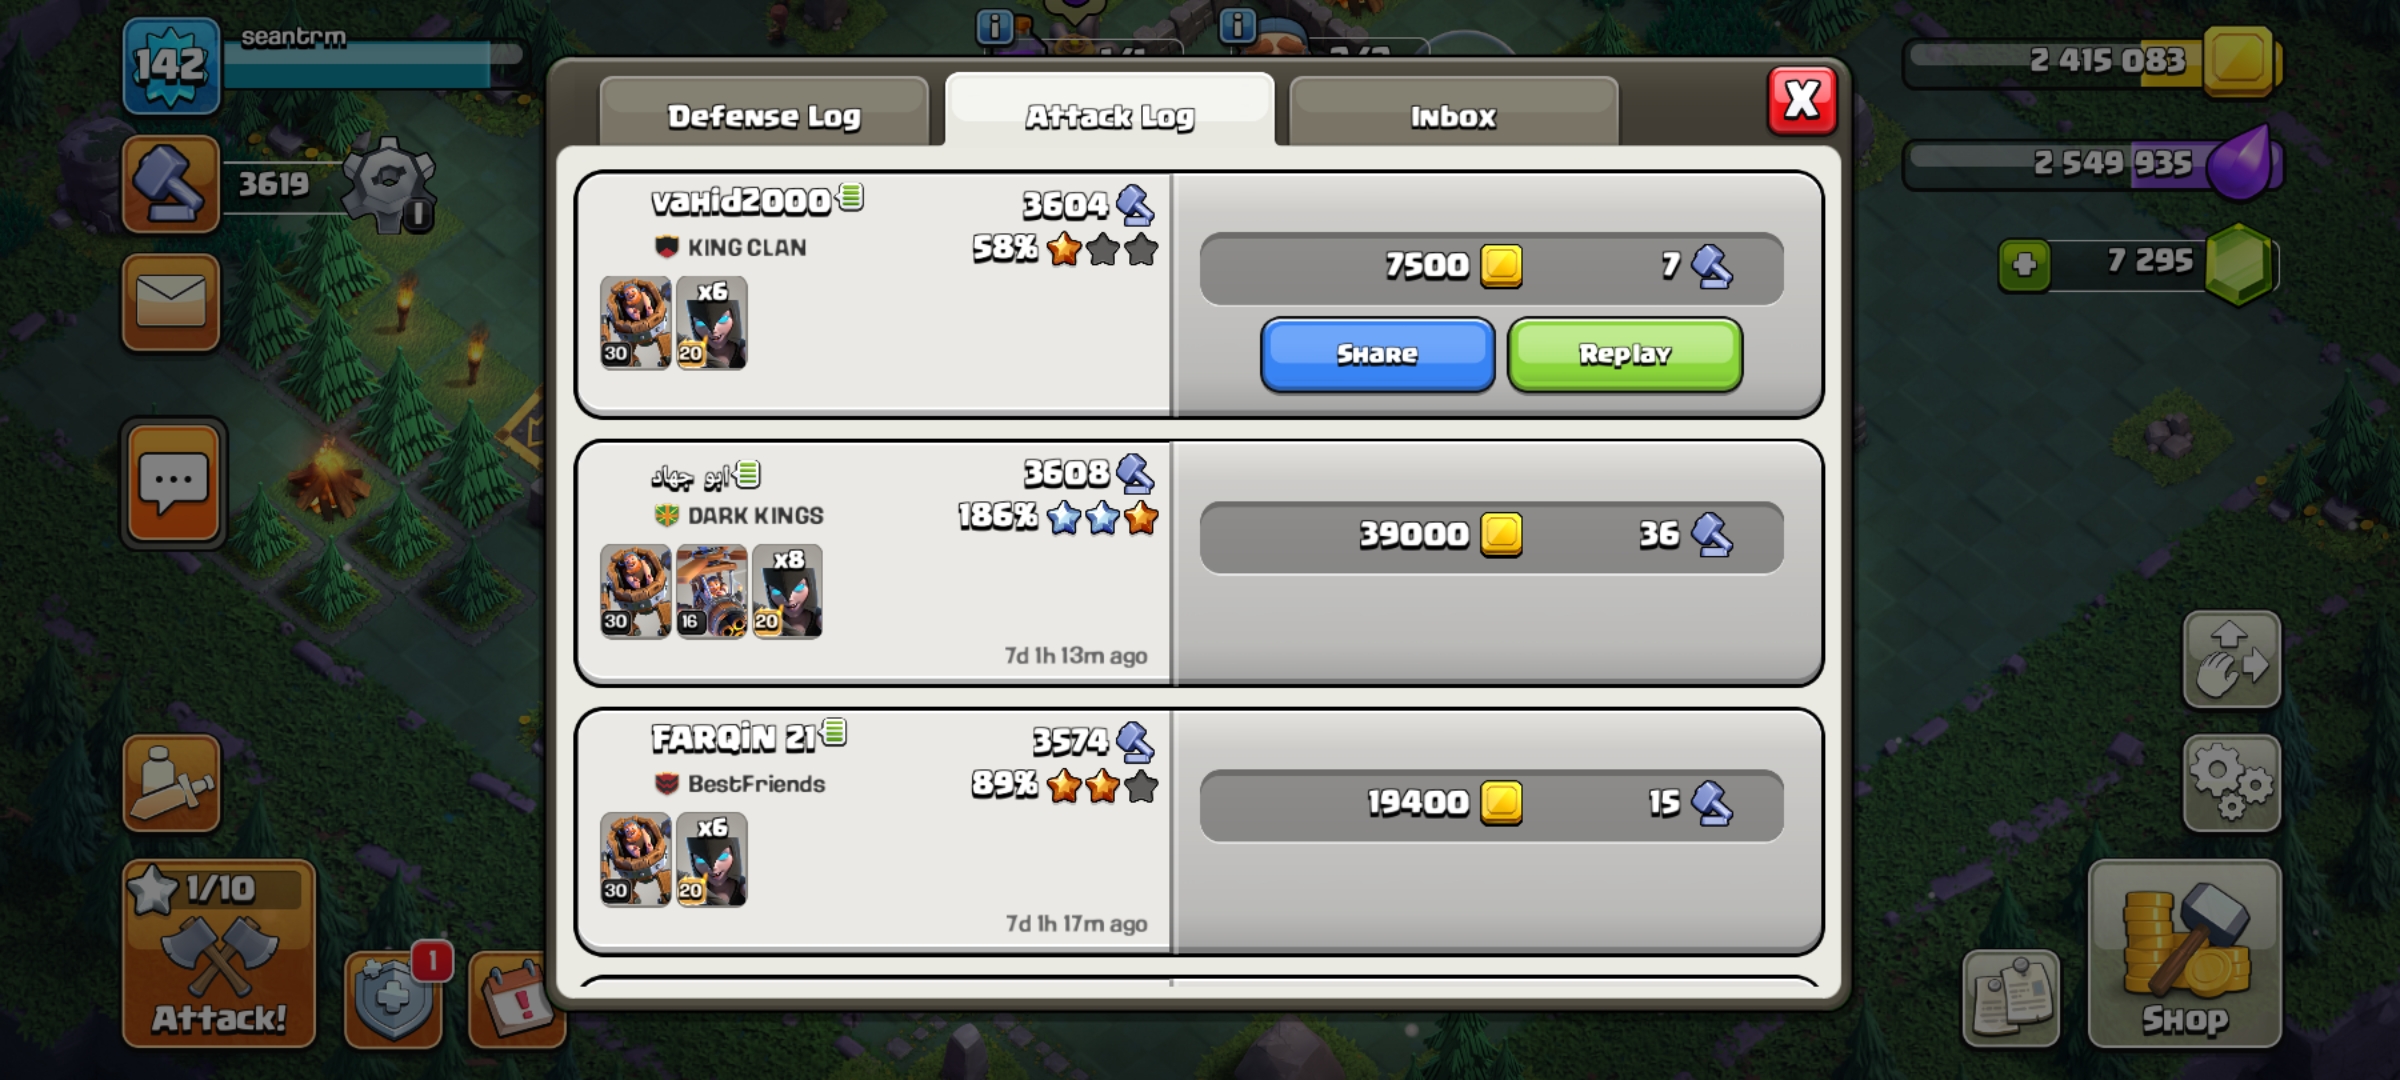 142
seantrm
3619
1
Defense Log
Attack Log
Inbox
X
2 415 083
2 549 935
7 295
vahid2000
KING CLAN
3604
58%
30
x6
20
7500
7
Share
Replay
ابو جهاد
DARK KINGS
3608
186%
30
16
x8
20
7d 1h 13m ago
39000
36
FARQiN 21
BestFriends
3574
89%
30
x6
20
7d 1h 17m ago
19400
15
1/10
Attack!
1
Shop